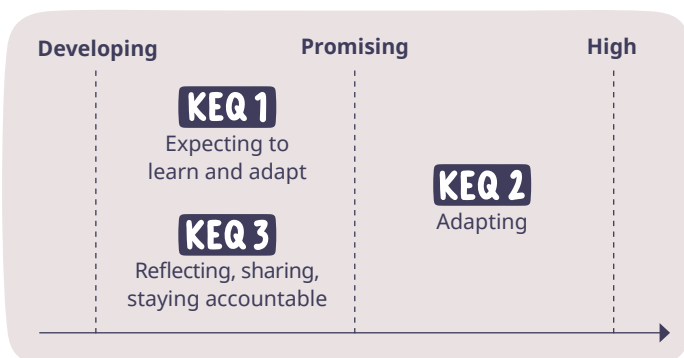 Developing Promising High
KEQ 1
Expecting to
learn and adapt
KEQ 2
Adapting
KEQ 3
Reflecting, sharing,
staying accountable